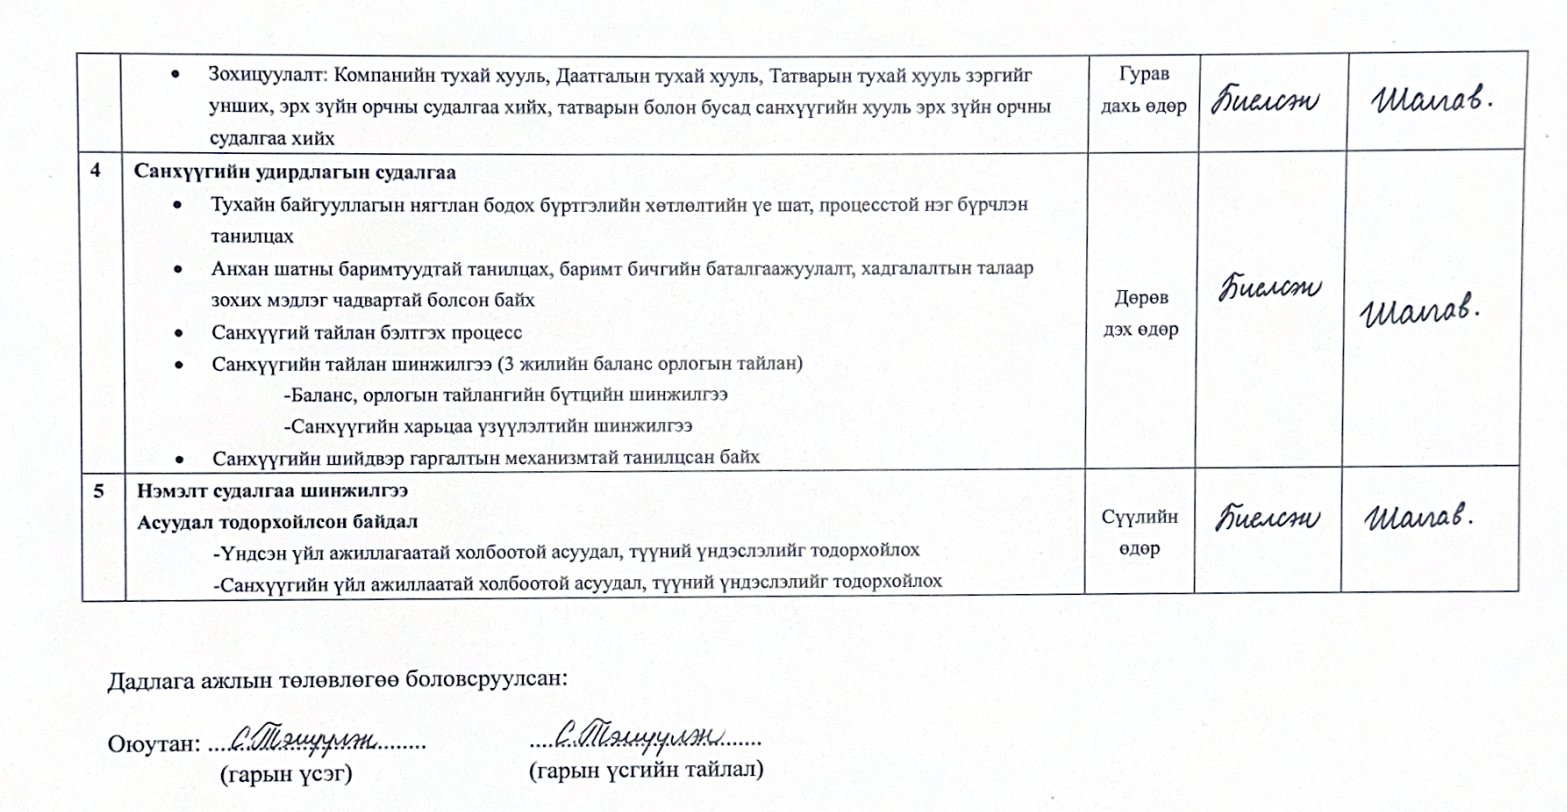 • Зохицуулалт: Компанийн тухай хууль, Даатгалын тухай хууль, Татварын тухай хууль зэргийг
унших, эрх зүйн орчны судалгаа хийх, татварын болон бусад санхүүгийн хууль эрх зүйн орчны
судалгаа хийх
Гурав
дахь өдөр
Биелсэн
Шалгав.
4 Санхүүгийн удирдлагын судалгаа
• Тухайн байгууллагын нягтлан бодох бүртгэлийн хөтлөлтийн үе шат, процесстой нэг бүрчлэн
танилцах
• Анхан шатны баримтуудтай танилцах, баримт бичгийн баталгаажуулалт, хадгалалтын талаар
зохих мэдлэг чадвартай болсон байх
• Санхүүгий тайлан бэлтгэх процесс
• Санхүүгийн тайлан шинжилгээ (3 жилийн баланс орлогын тайлан)
-Баланс, орлогын тайлангийн бүтцийн шинжилгээ
-Санхүүгийн харьцаа үзүүлэлтийн шинжилгээ
• Санхүүгийн шийдвэр гаргалтын механизмтай танилцсан байх
Дөрөв
дэх өдөр
Биелсэн
Шалгав.
5 Нэмэлт судалгаа шинжилгээ
Асуудал тодорхойлсон байдал
-Үндсэн үйл ажиллагаатай холбоотой асуудал, түүний үндэслэлийг тодорхойлох
-Санхүүгийн үйл ажиллаатай холбоотой асуудал, түүний үндэслэлийг тодорхойлох
Сүүлийн
өдөр
Биелсэн
Шалгав.
Дадлага ажлын төлөвлөгөө боловсруулсан:
Оюутан: ....С.................. ....С..................
(гарын үсэг) (гарын үсгийн тайлал)